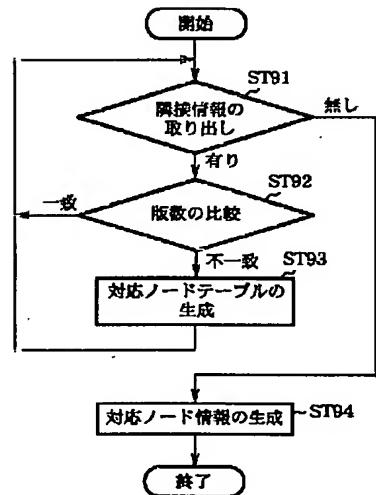 開始
ST91
隣接情報の
取り出し
無し
有り
ST92
一致
版数の比較
不一致
ST93
対応ノードテーブルの
生成
対応ノード情報の生成
ST94
終了